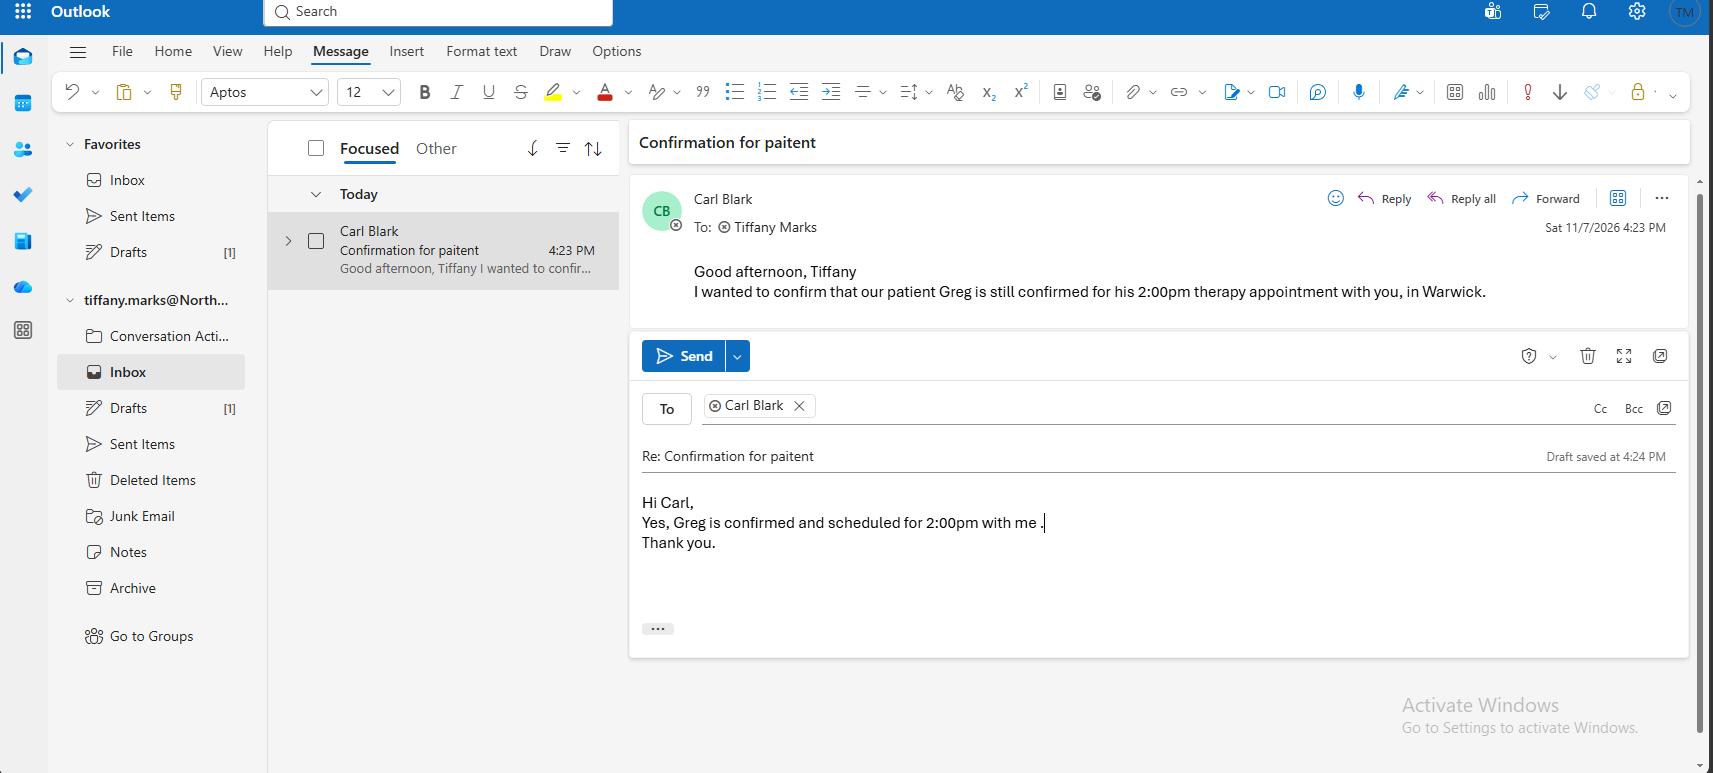 Outlook
Search
TM
File Home View Help Message Insert Format text Draw Options
Aptos 12
Favorites
Inbox
Sent Items
Drafts [1]
tiffany.marks@North...
Conversation Acti...
Inbox
Drafts [1]
Sent Items
Deleted Items
Junk Email
Notes
Archive
Go to Groups
Focused Other
Today
Carl Blark
Confirmation for paitent 4:23 PM
Good afternoon, Tiffany I wanted to confir...
Confirmation for paitent
CB
Carl Blark
Reply Reply all Forward
To: Tiffany Marks
Sat 11/7/2026 4:23 PM
Good afternoon, Tiffany
I wanted to confirm that our patient Greg is still confirmed for his 2:00pm therapy appointment with you, in Warwick.
Send
To Carl Blark Cc Bcc
Re: Confirmation for paitent Draft saved at 4:24 PM
Hi Carl,
Yes, Greg is confirmed and scheduled for 2:00pm with me .
Thank you.
Activate Windows
Go to Settings to activate Windows.